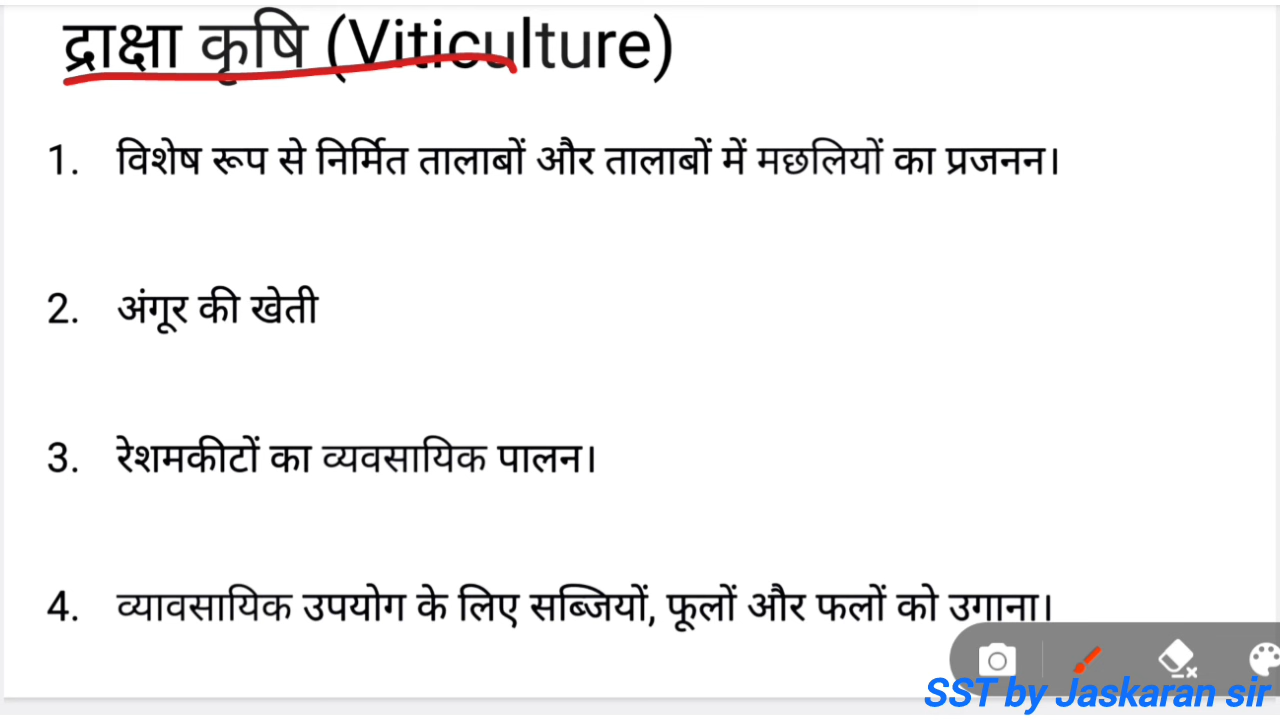 द्राक्षा कृषि (Viticulture)
1. विशेष रूप से निर्मित तालाबों और तालाबों में मछलियों का प्रजनन।
2. अंगूर की खेती
3. रेशमकीटों का व्यवसायिक पालन।
4. व्यावसायिक उपयोग के लिए सब्जियों, फूलों और फलों को उगाना।
SST by Jaskaran sir